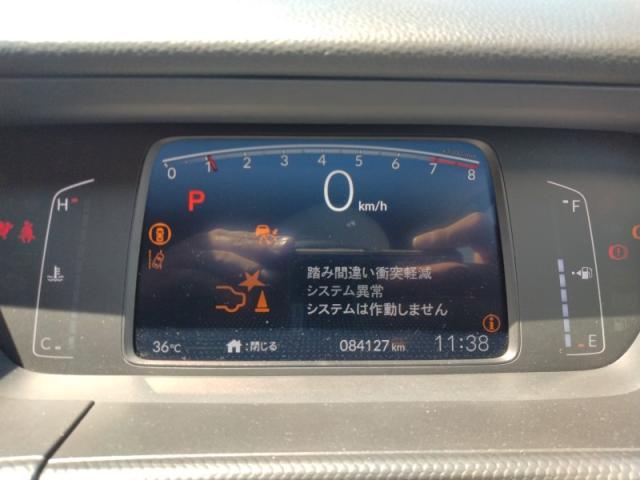 0 1 2 3 4 5 6 7 8
H
P
0 km/h
F
踏み間違い衝突軽減
システム異常
システムは作動しません
C
E
36℃
:閉じる
084127 km
11:38